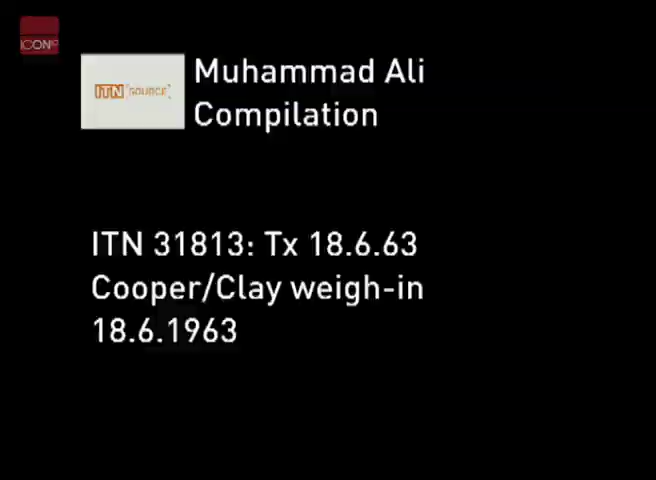 ICON
ITN [SOURCE]
Muhammad Ali
Compilation
ITN 31813: Tx 18.6.63
Cooper/Clay weigh-in
18.6.1963